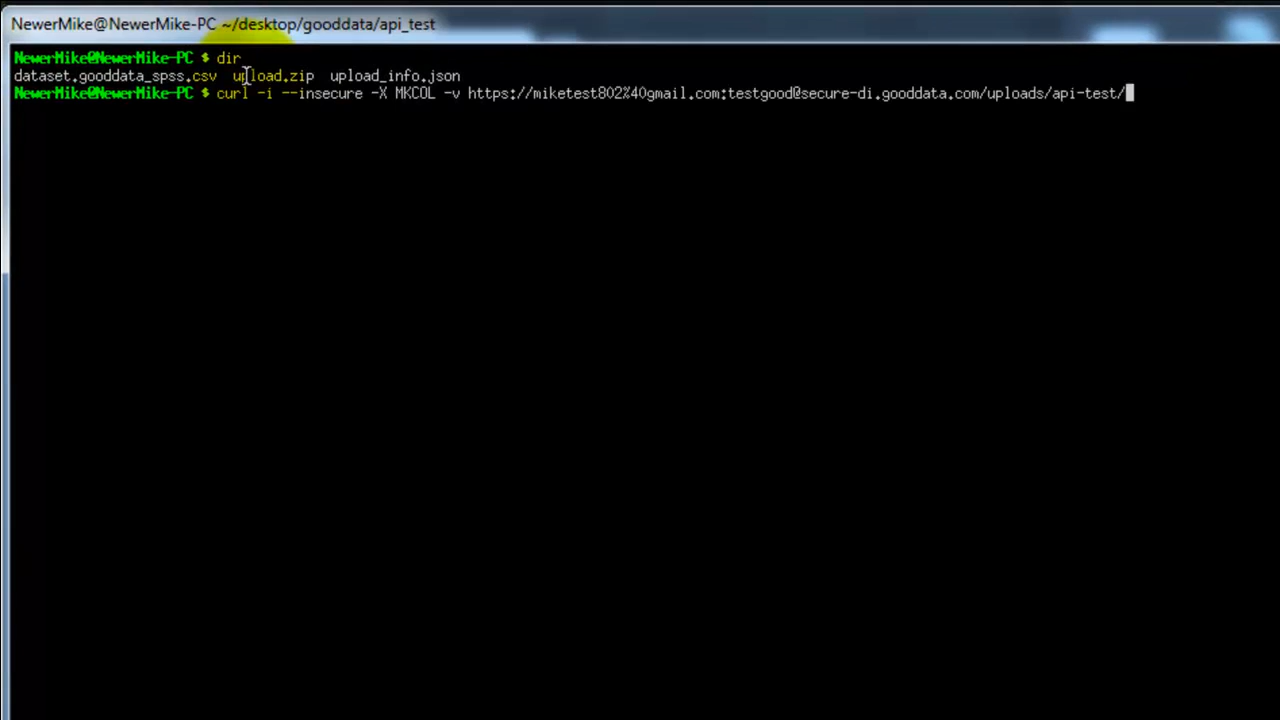 NewerMike@NewerMike-PC ~/desktop/gooddata/api_test
NewerMike@NewerMike-PC $ dir
dataset.gooddata_spss.csv  upload.zip  upload_info.json
NewerMike@NewerMike-PC $ curl -i --insecure -X MKCOL -v https://miketest802%40gmail.com:testgood@secure-di.gooddata.com/uploads/api-test/